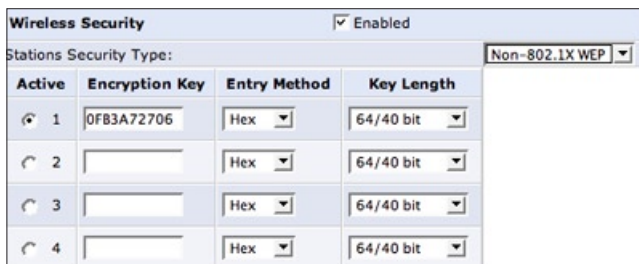 Wireless Security Enabled
Stations Security Type: Non-802.1X WEP
Active Encryption Key Entry Method Key Length
1 0FB3A72706 Hex 64/40 bit
2 Hex 64/40 bit
3 Hex 64/40 bit
4 Hex 64/40 bit